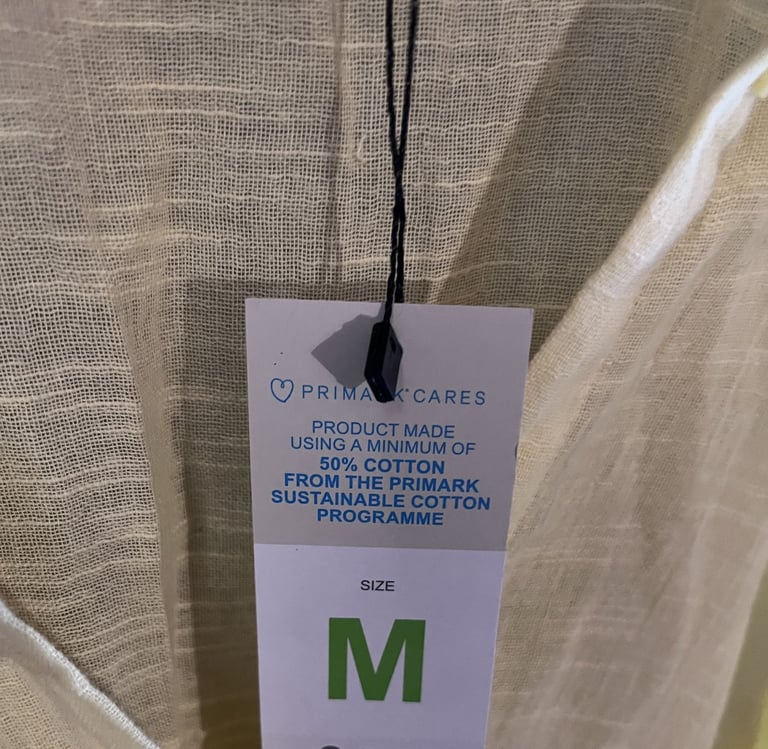 PRIMARK CARES
PRODUCT MADE
USING A MINIMUM OF
50% COTTON
FROM THE PRIMARK
SUSTAINABLE COTTON
PROGRAMME
SIZE
M